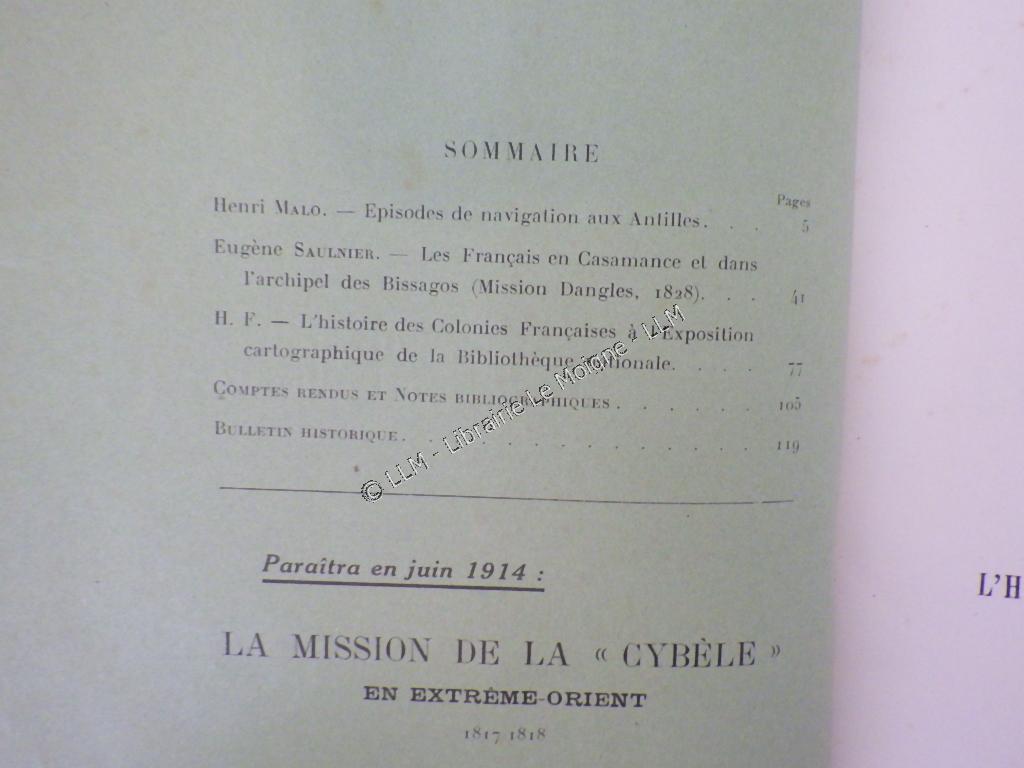 SOMMAIRE
Pages
Henri MALO. — Episodes de navigation aux Antilles. . . 5
Eugène SAULNIER. — Les Français en Casamance et dans
l'archipel des Bissagos (Mission Dangles, 1828). . . 41
H. F. — L'histoire des Colonies Françaises à l'Exposition
cartographique de la Bibliothèque Nationale. . . . . 77
COMPTES RENDUS ET NOTES BIBLIOGRAPHIQUES . . . . . . 105
BULLETIN HISTORIQUE. . . . . . . . . . . . . . 119
© LLM - Librairie Le Moigne - LLM
Paraîtra en juin 1914 :
LA MISSION DE LA « CYBÈLE »
EN EXTRÊME-ORIENT
1817 1818
L'H